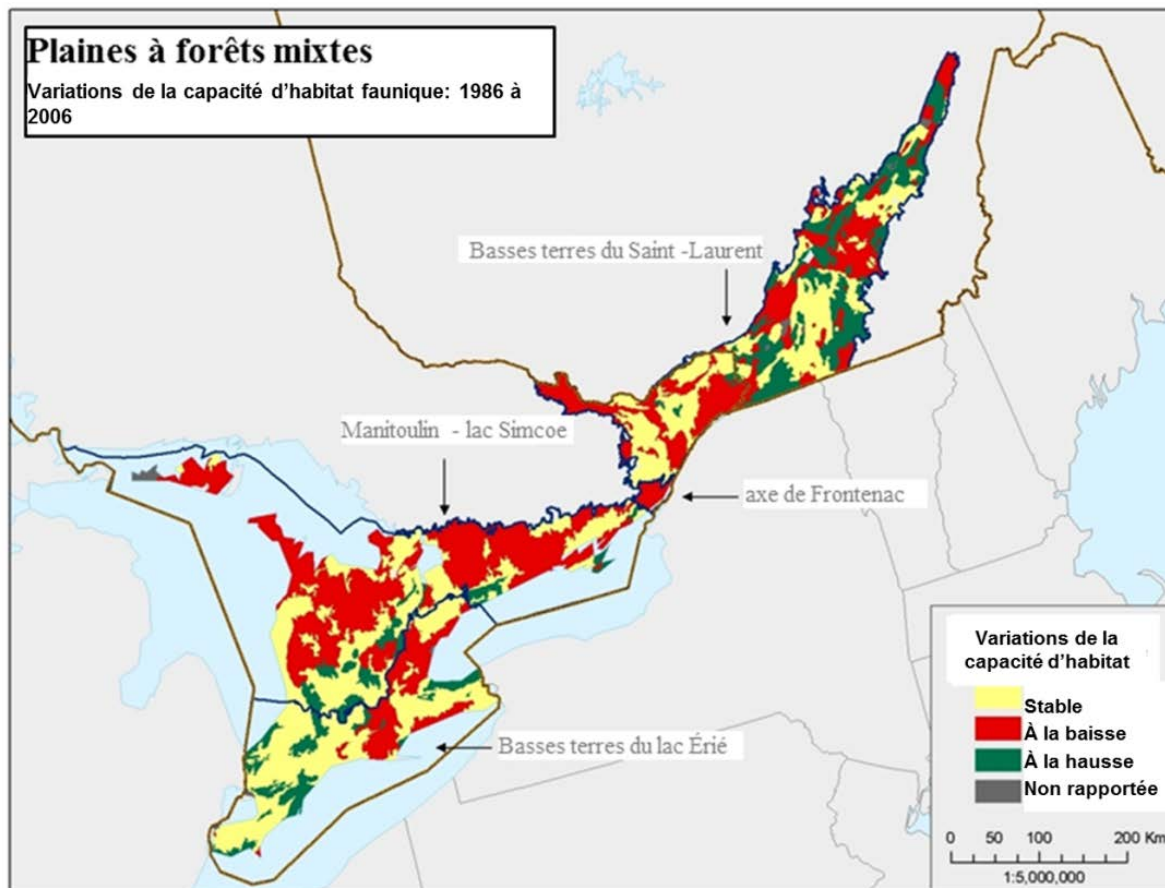 Plaines à forêts mixtes
Variations de la capacité d'habitat faunique: 1986 à
2006
Basses terres du Saint -Laurent
Manitoulin - lac Simcoe
axe de Frontenac
Basses terres du lac Érié
Variations de la
capacité d'habitat
Stable
À la baisse
À la hausse
Non rapportée
0 50 100 200 Km
1:5,000,000